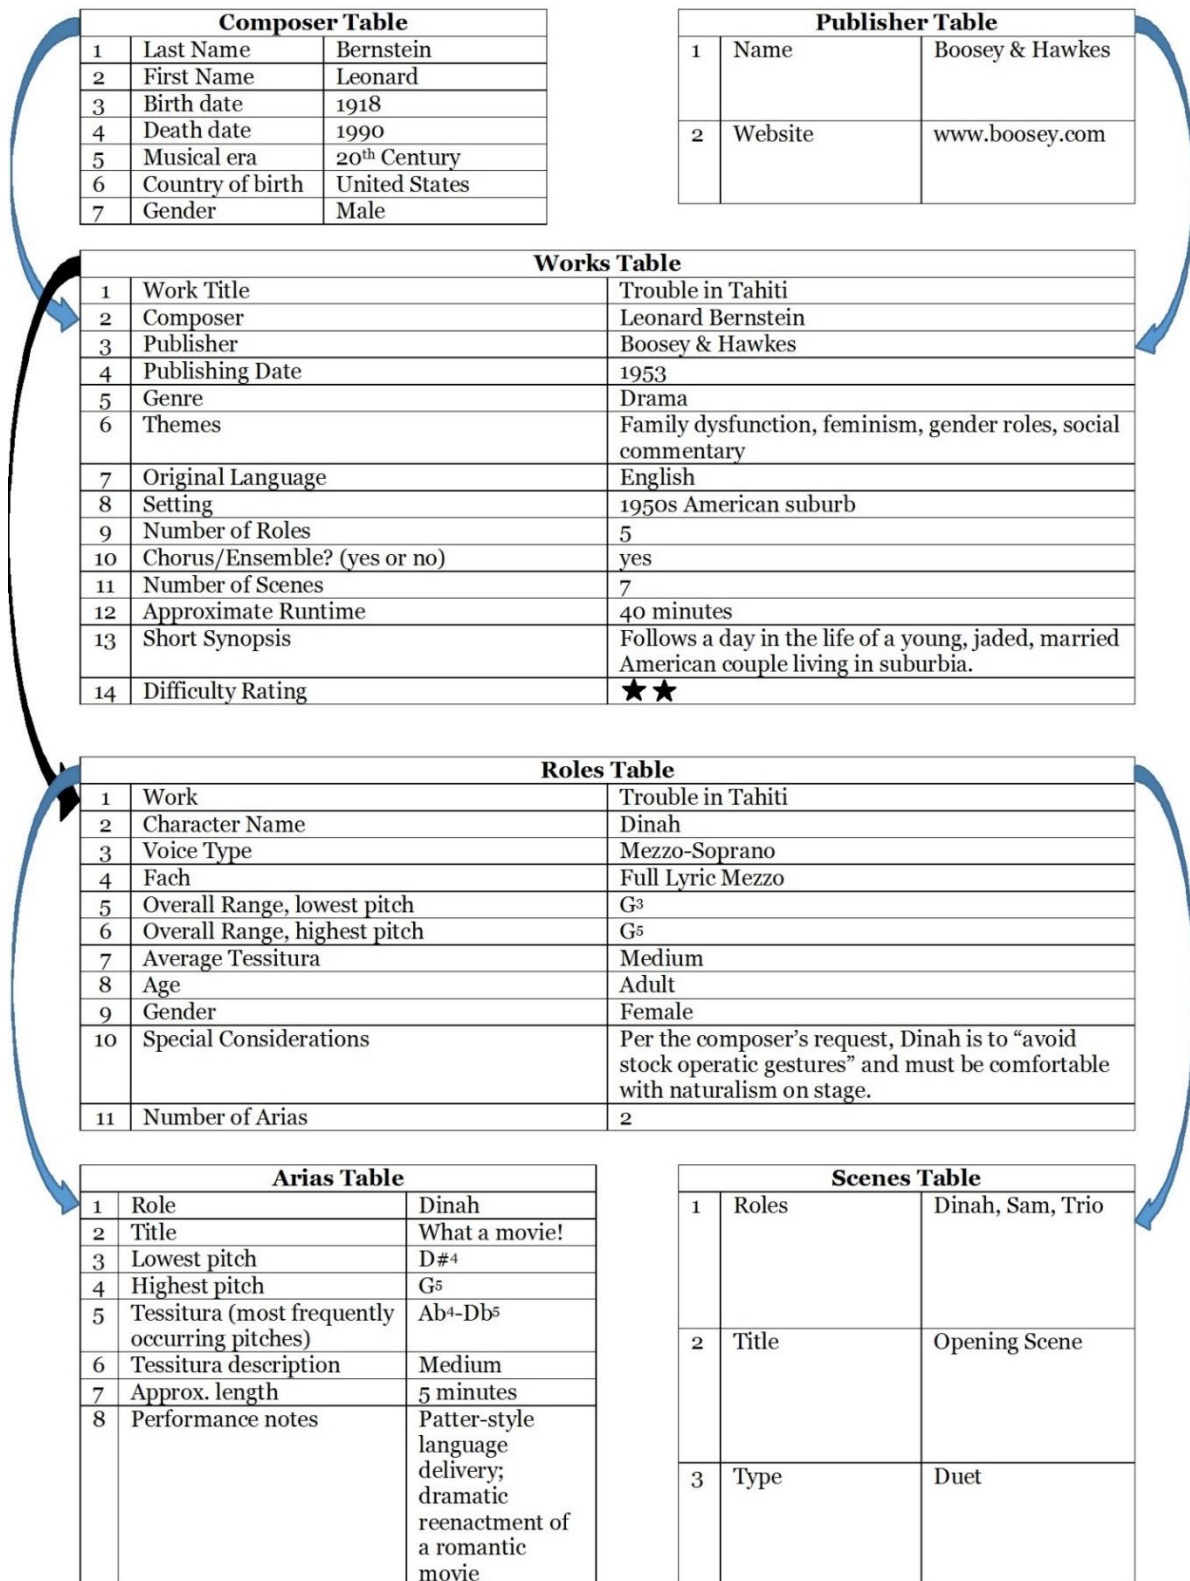 Composer Table
1 Last Name Bernstein
2 First Name Leonard
3 Birth date 1918
4 Death date 1990
5 Musical era 20th Century
6 Country of birth United States
7 Gender Male
Publisher Table
1 Name Boosey & Hawkes
2 Website www.boosey.com
Works Table
1 Work Title Trouble in Tahiti
2 Composer Leonard Bernstein
3 Publisher Boosey & Hawkes
4 Publishing Date 1953
5 Genre Drama
6 Themes Family dysfunction, feminism, gender roles, social
commentary
7 Original Language English
8 Setting 1950s American suburb
9 Number of Roles 5
10 Chorus/Ensemble? (yes or no) yes
11 Number of Scenes 7
12 Approximate Runtime 40 minutes
13 Short Synopsis Follows a day in the life of a young, jaded, married
American couple living in suburbia.
14 Difficulty Rating ★★
Roles Table
1 Work Trouble in Tahiti
2 Character Name Dinah
3 Voice Type Mezzo-Soprano
4 Fach Full Lyric Mezzo
5 Overall Range, lowest pitch G3
6 Overall Range, highest pitch G5
7 Average Tessitura Medium
8 Age Adult
9 Gender Female
10 Special Considerations Per the composer’s request, Dinah is to “avoid
stock operatic gestures” and must be comfortable
with naturalism on stage.
11 Number of Arias 2
Arias Table
1 Role Dinah
2 Title What a movie!
3 Lowest pitch D#4
4 Highest pitch G5
5 Tessitura (most frequently Ab4-Db5
occurring pitches)
6 Tessitura description Medium
7 Approx. length 5 minutes
8 Performance notes Patter-style
language
delivery;
dramatic
reenactment of
a romantic
movie
Scenes Table
1 Roles Dinah, Sam, Trio
2 Title Opening Scene
3 Type Duet